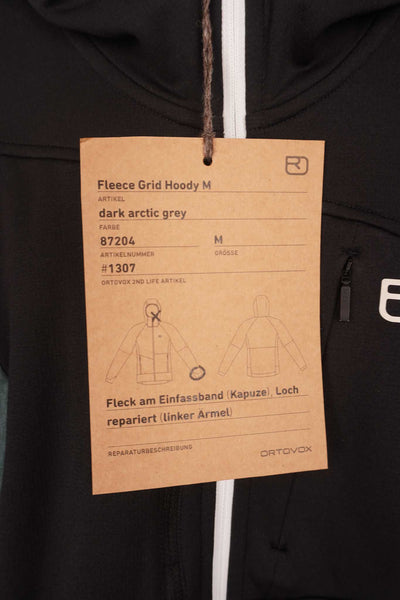 Fleece Grid Hoody M
ARTIKEL
dark arctic grey
FARBE
87204 M
ARTIKELNUMMER GRÖSSE
#1307
ORTOVOX 2ND LIFE ARTIKEL
Fleck am Einfassband (Kapuze), Loch
repariert (linker Ärmel)
REPARATURBESCHREIBUNG
ORTOVOX